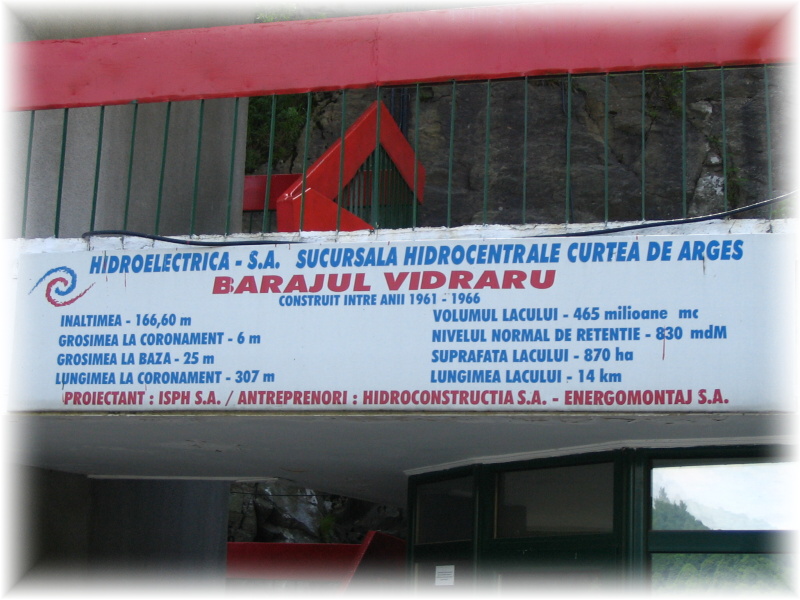 HIDROELECTRICA - S.A. SUCURSALA HIDROCENTRALE CURTEA DE ARGES
BARAJUL VIDRARU
CONSTRUIT INTRE ANII 1961 - 1966
INALTIMEA - 166,60 m
GROSIMEA LA CORONAMENT - 6 m
GROSIMEA LA BAZA - 25 m
LUNGIMEA LA CORONAMENT - 307 m
VOLUMUL LACULUI - 465 milioane mc
NIVELUL NORMAL DE RETENTIE - 830 mdM
SUPRAFATA LACULUI - 870 ha
LUNGIMEA LACULUI - 14 km
PROIECTANT : ISPH S.A. / ANTREPRENORI : HIDROCONSTRUCTIA S.A. - ENERGOMONTAJ S.A.